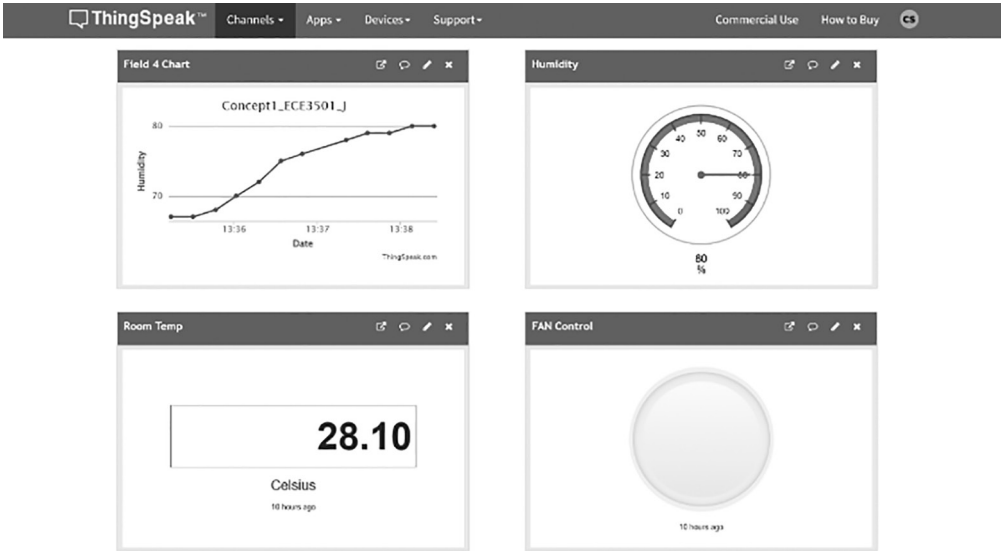 ThingSpeak™ Channels Apps Devices Support Commercial Use How to Buy CS
Field 4 Chart
Concept1_ECE3501_J
80
70
Humidity
13:36 13:37 13:38
Date
ThingSpeak.com
Humidity
0 10 20 30 40 50 60 70 80 90 100
80
%
Room Temp
28.10
Celsius
10 hours ago
FAN Control
10 hours ago